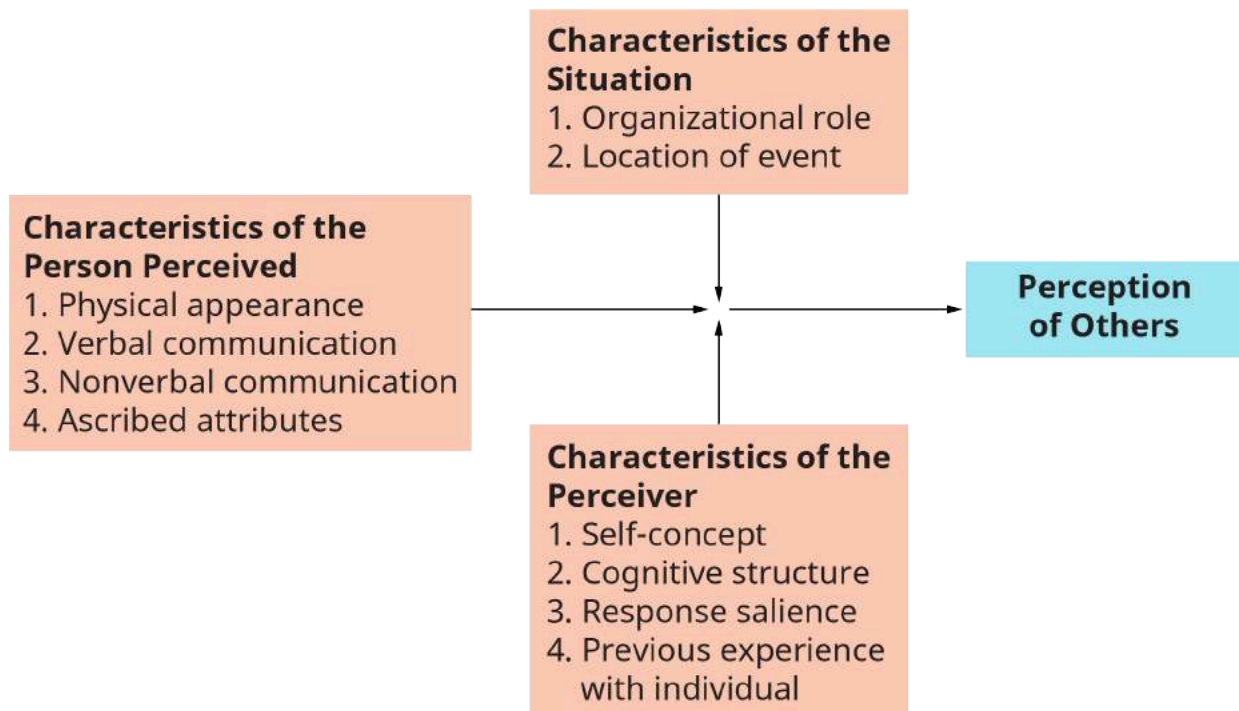 Characteristics of the
Situation
1. Organizational role
2. Location of event
Characteristics of the
Person Perceived
1. Physical appearance
2. Verbal communication
3. Nonverbal communication
4. Ascribed attributes
Perception
of Others
Characteristics of the
Perceiver
1. Self-concept
2. Cognitive structure
3. Response salience
4. Previous experience
with individual